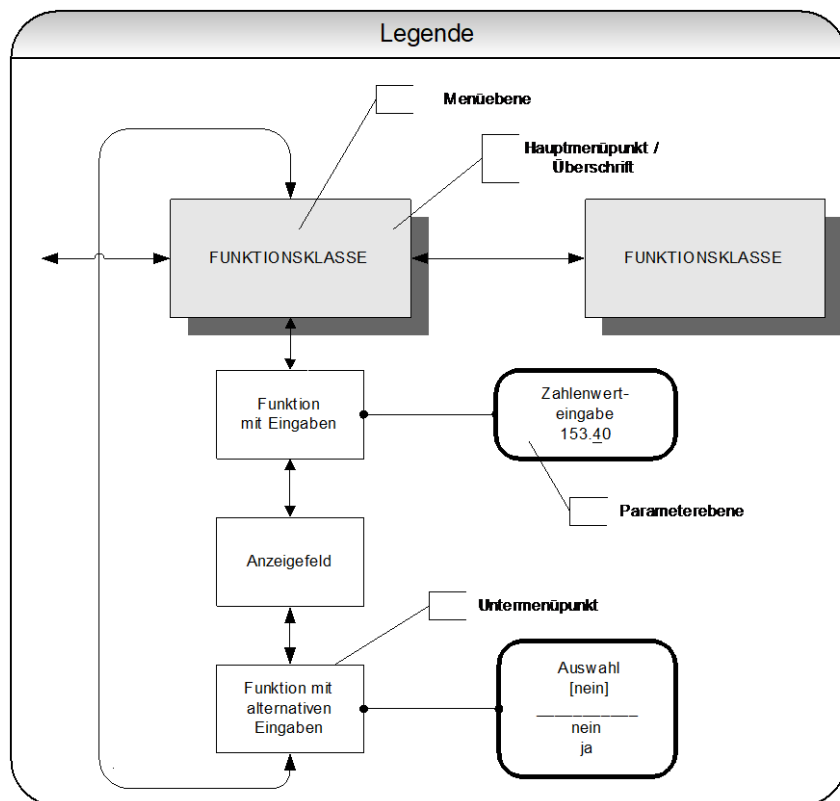 Legende
Menüebene
Hauptmenüpunkt /
Überschrift
FUNKTIONSKLASSE
FUNKTIONSKLASSE
Funktion
mit Eingaben
Zahlenwert-
eingabe
153.40
Parameterebene
Anzeigefeld
Untermenüpunkt
Funktion mit
alternativen
Eingaben
Auswahl
[nein]
nein
ja